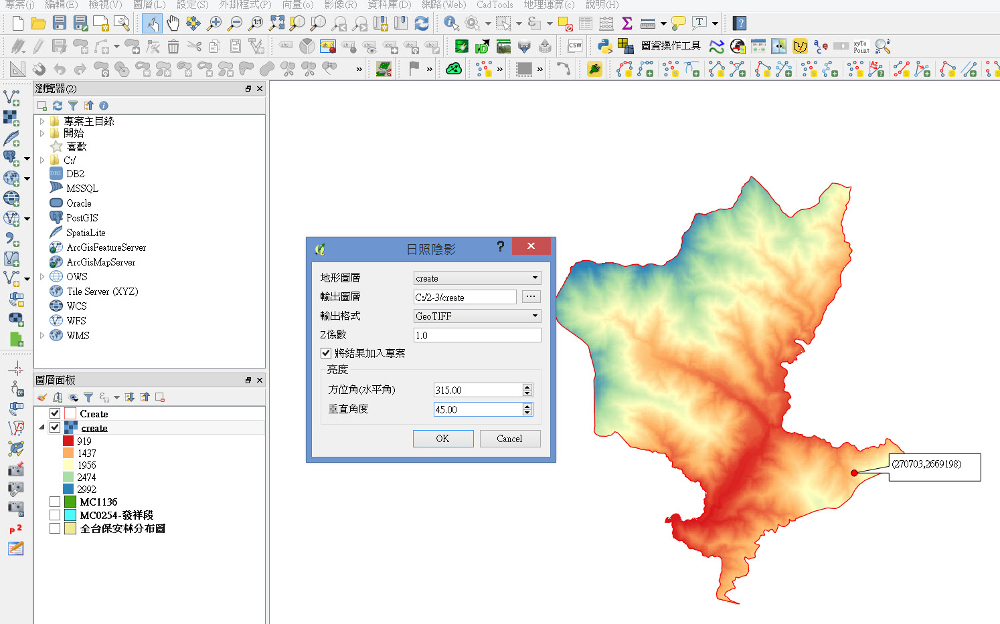 專案(j) 編輯(E) 檢視(V) 圖層(L) 設定(S) 外掛程式(P) 向量(o) 影像(R) 資料庫(D) 網路(Web) CadTools 地理運算(c) 說明(H)
圖資操作工具
xyTo
Point
CSW
瀏覽器(2)
專案主目錄
開始
喜歡
C:/
DB2
MSSQL
Oracle
PostGIS
SpatiaLite
ArcGisFeatureServer
ArcGisMapServer
OWS
Tile Server (XYZ)
WCS
WFS
WMS
圖層面板
Create
create
919
1437
1956
2474
2992
MC1136
MC0254-發祥段
全台保安林分布圖
日照陰影
地形圖層 create
輸出圖層 C:/2-3/create ...
輸出格式 GeoTIFF
Z係數 1.0
將結果加入專案
亮度
方位角(水平角) 315.00
垂直角度 45.00
OK Cancel
(270703,2669198)